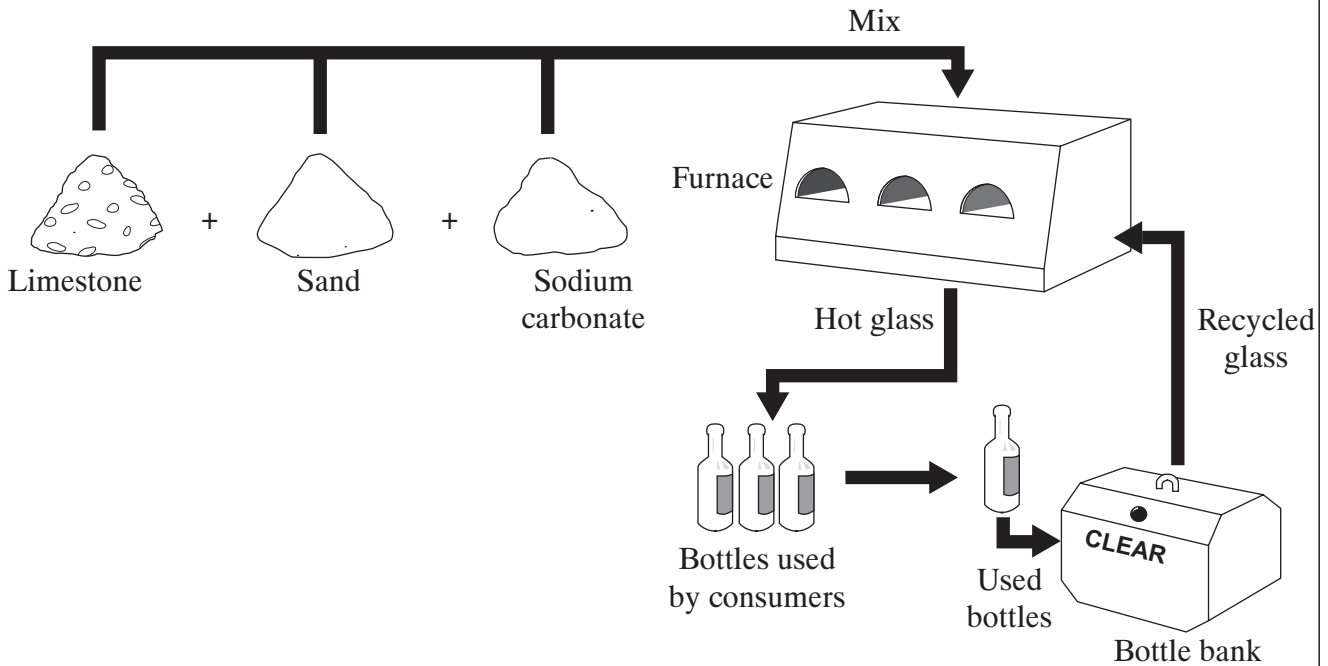 Mix
Furnace
+
+
Limestone
Sand
Sodium
carbonate
Hot glass
Recycled
glass
CLEAR
Bottles used
by consumers
Used
bottles
Bottle bank